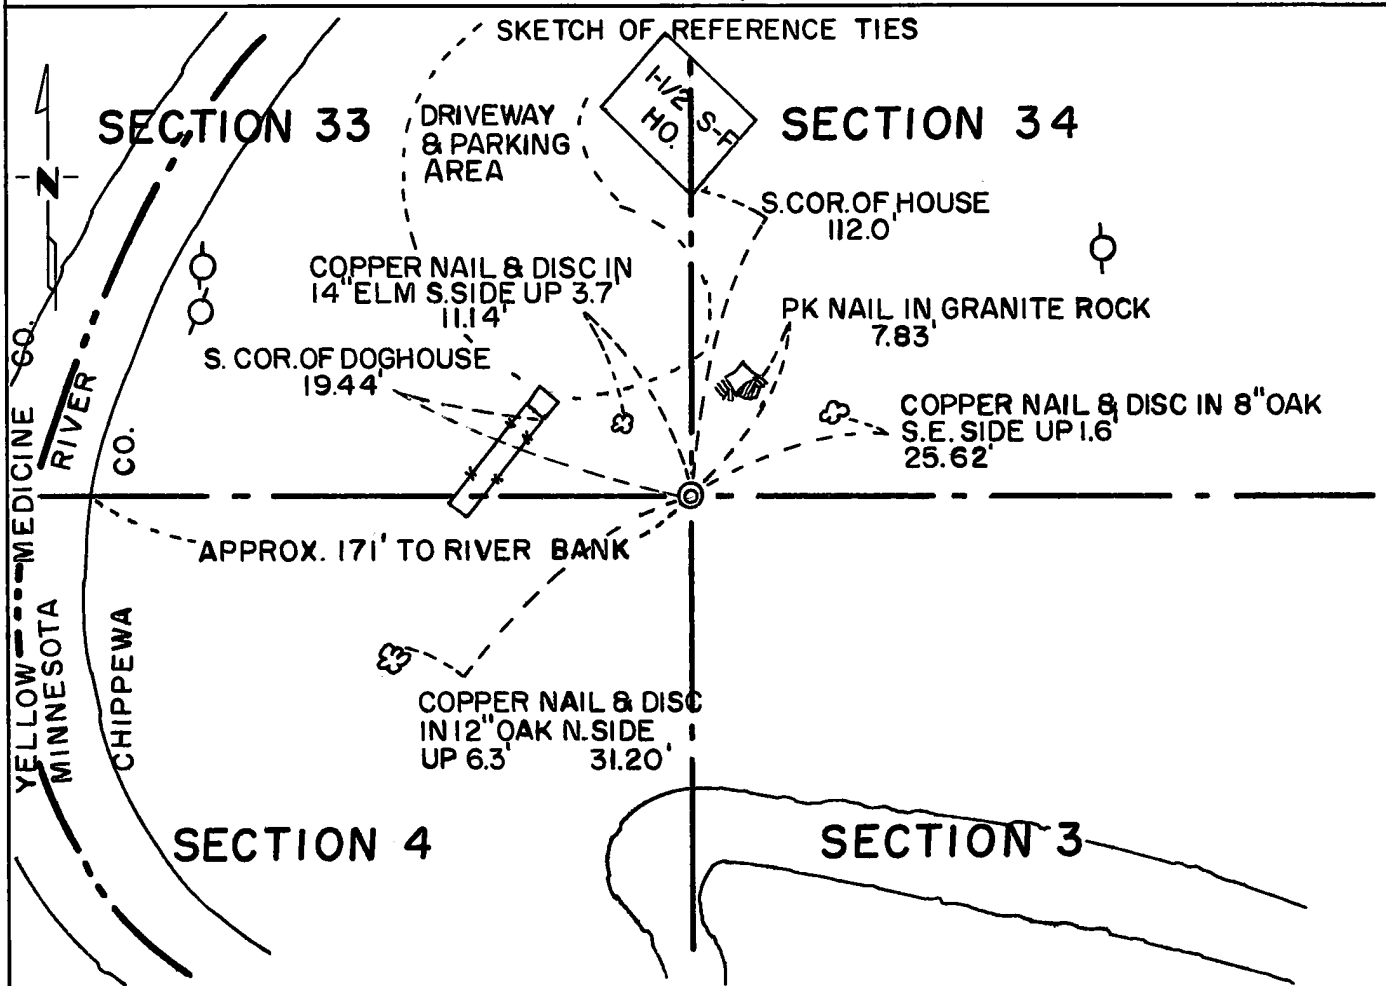 SKETCH OF REFERENCE TIES
SECTION 33
DRIVEWAY
& PARKING
AREA
1-1/2 S-F
HO.
SECTION 34
N
S. COR. OF HOUSE
112.0'
COPPER NAIL & DISC IN
14" ELM S. SIDE UP 3.7'
11.14'
PK NAIL IN GRANITE ROCK
7.83'
S. COR. OF DOGHOUSE
19.44'
COPPER NAIL & DISC IN 8" OAK
S.E. SIDE UP 1.6'
25.62'
YELLOW MEDICINE CO.
MINNESOTA RIVER
CHIPPEWA CO.
APPROX. 171' TO RIVER BANK
COPPER NAIL & DISC
IN 12" OAK N. SIDE
UP 6.3' 31.20'
SECTION 4
SECTION 3